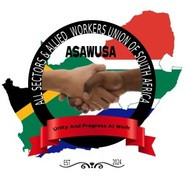 ALL SECTORS & ALLIED WORKERS UNION OF SOUTH AFRICA
ASAWUSA
Unity And Progress At Work
EST 2024